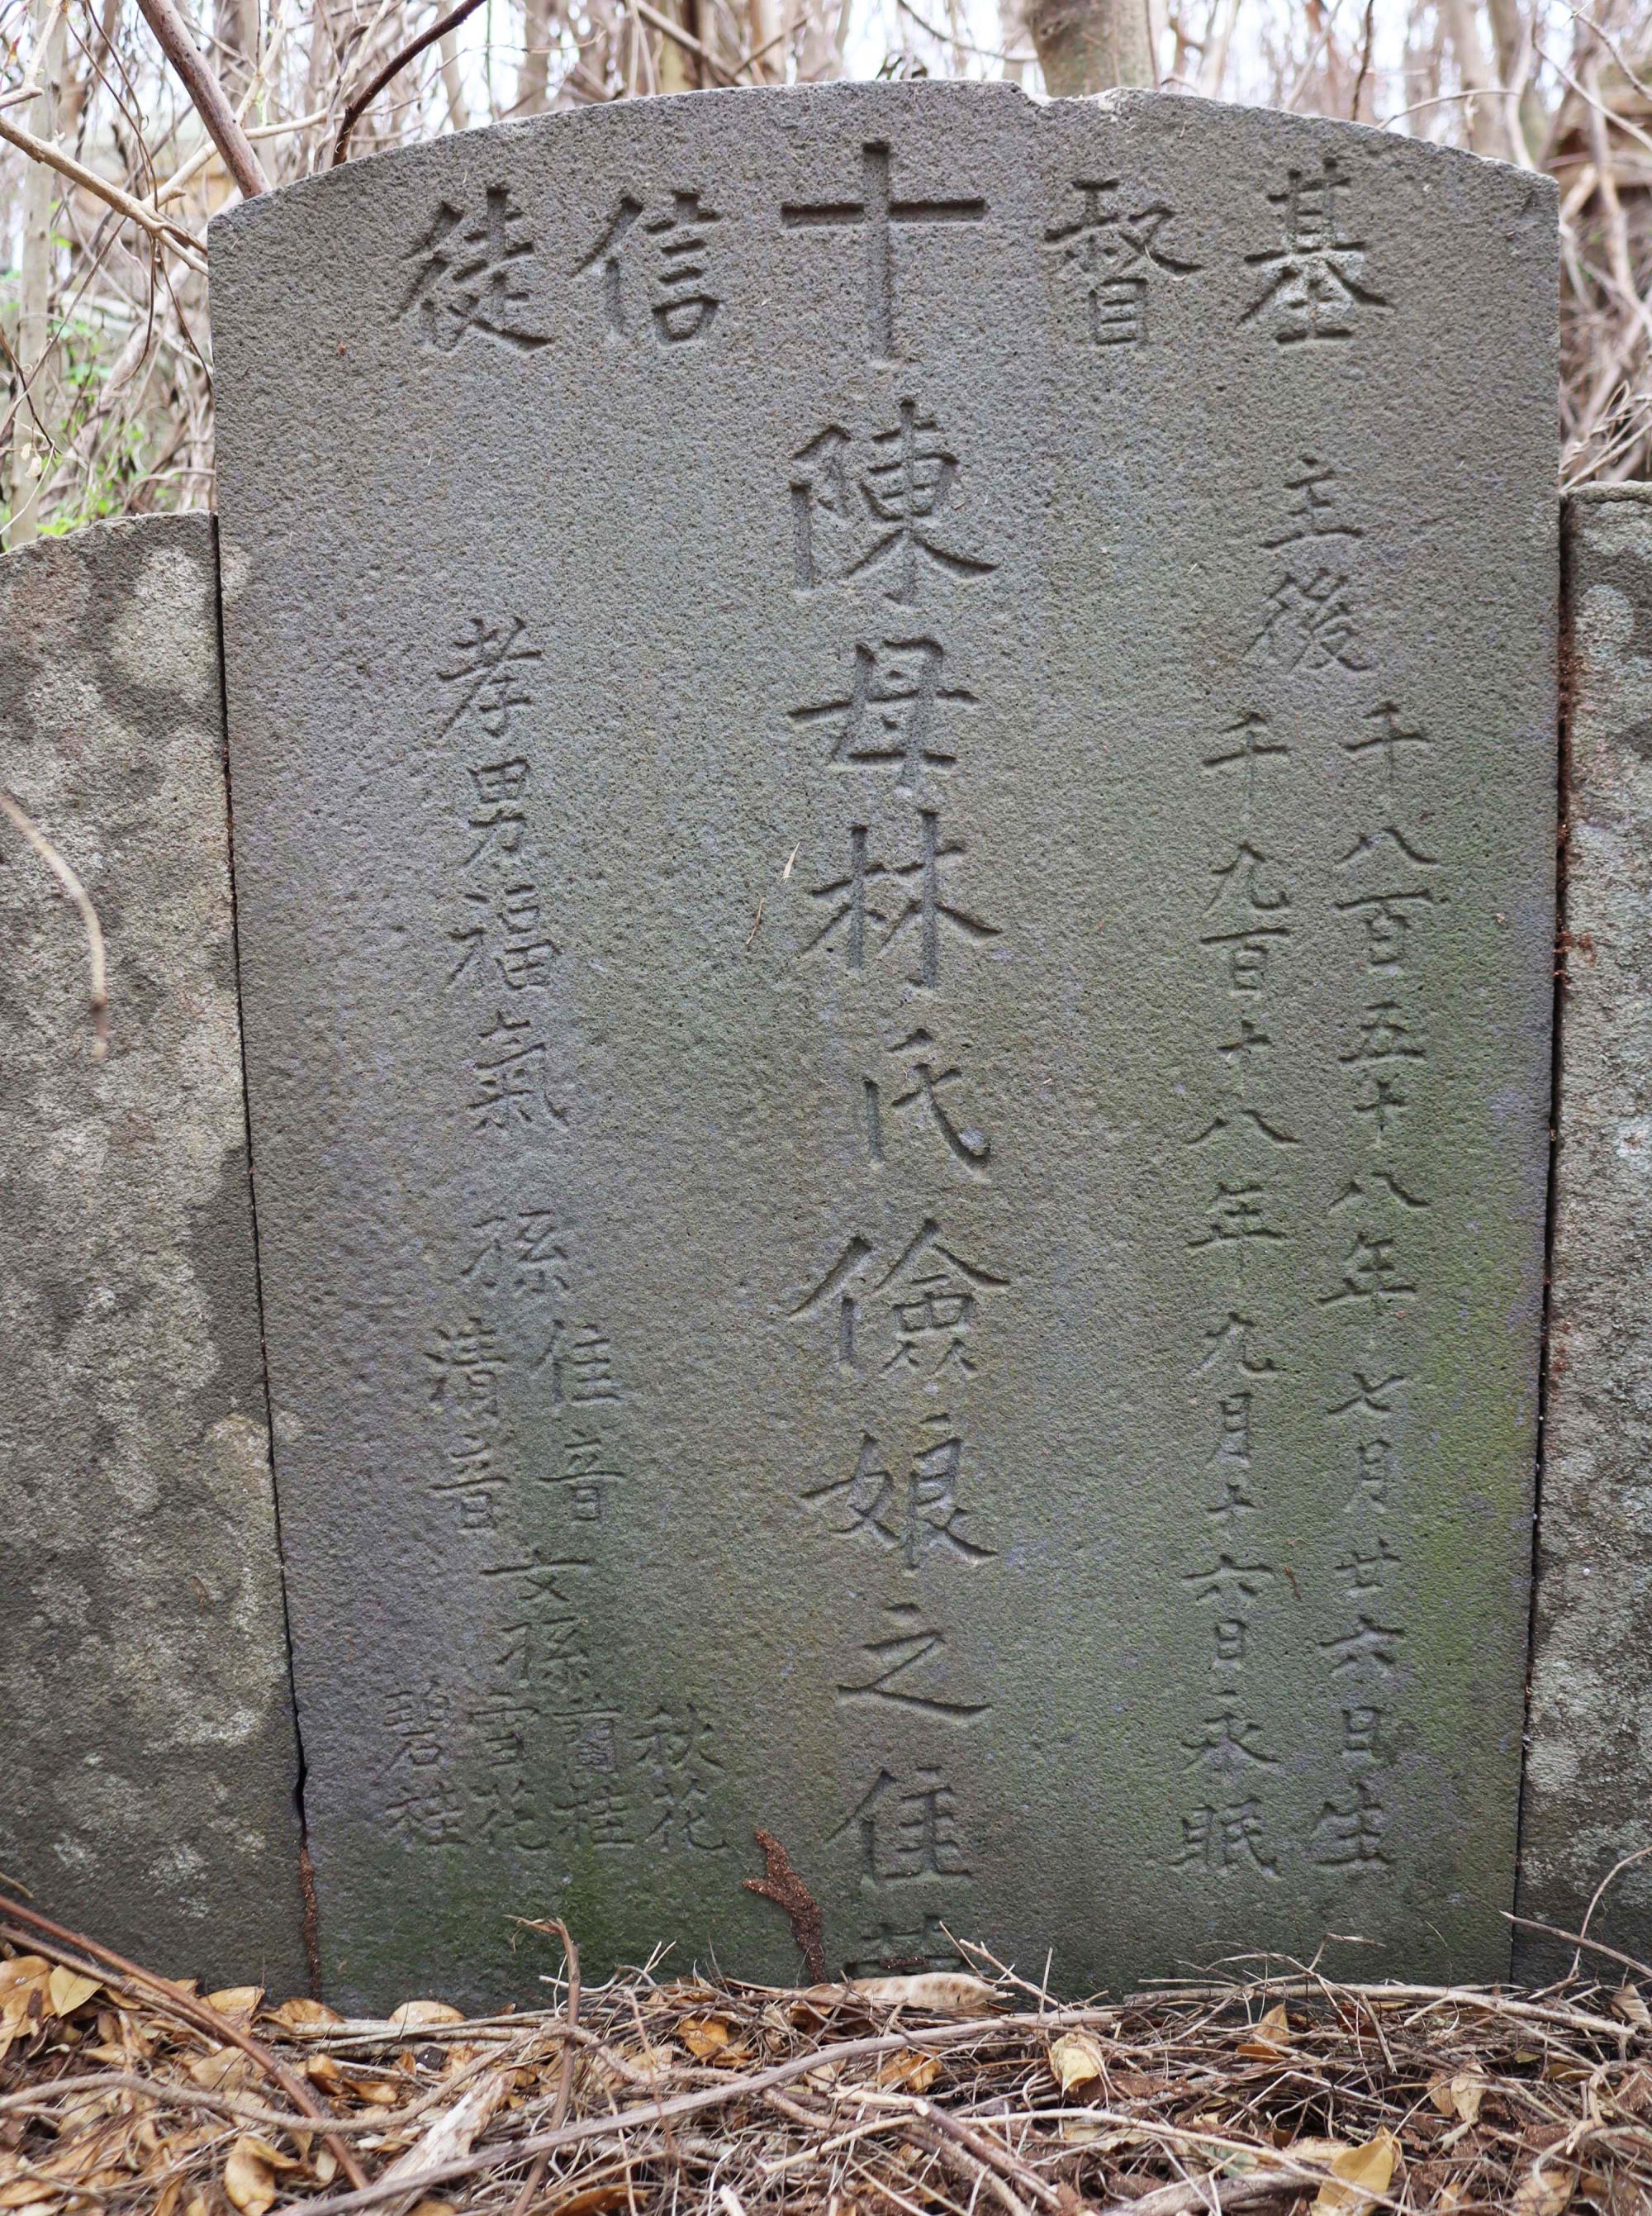 基督十信徒
主後
千八百五十八年七月廿六日生
千九百十八年九月十六日永眠
陳母林氏儉娘之佳
孝男福氣
孫
佳音
清音
女孫
秋花
蘭桂
雪花
碧桂